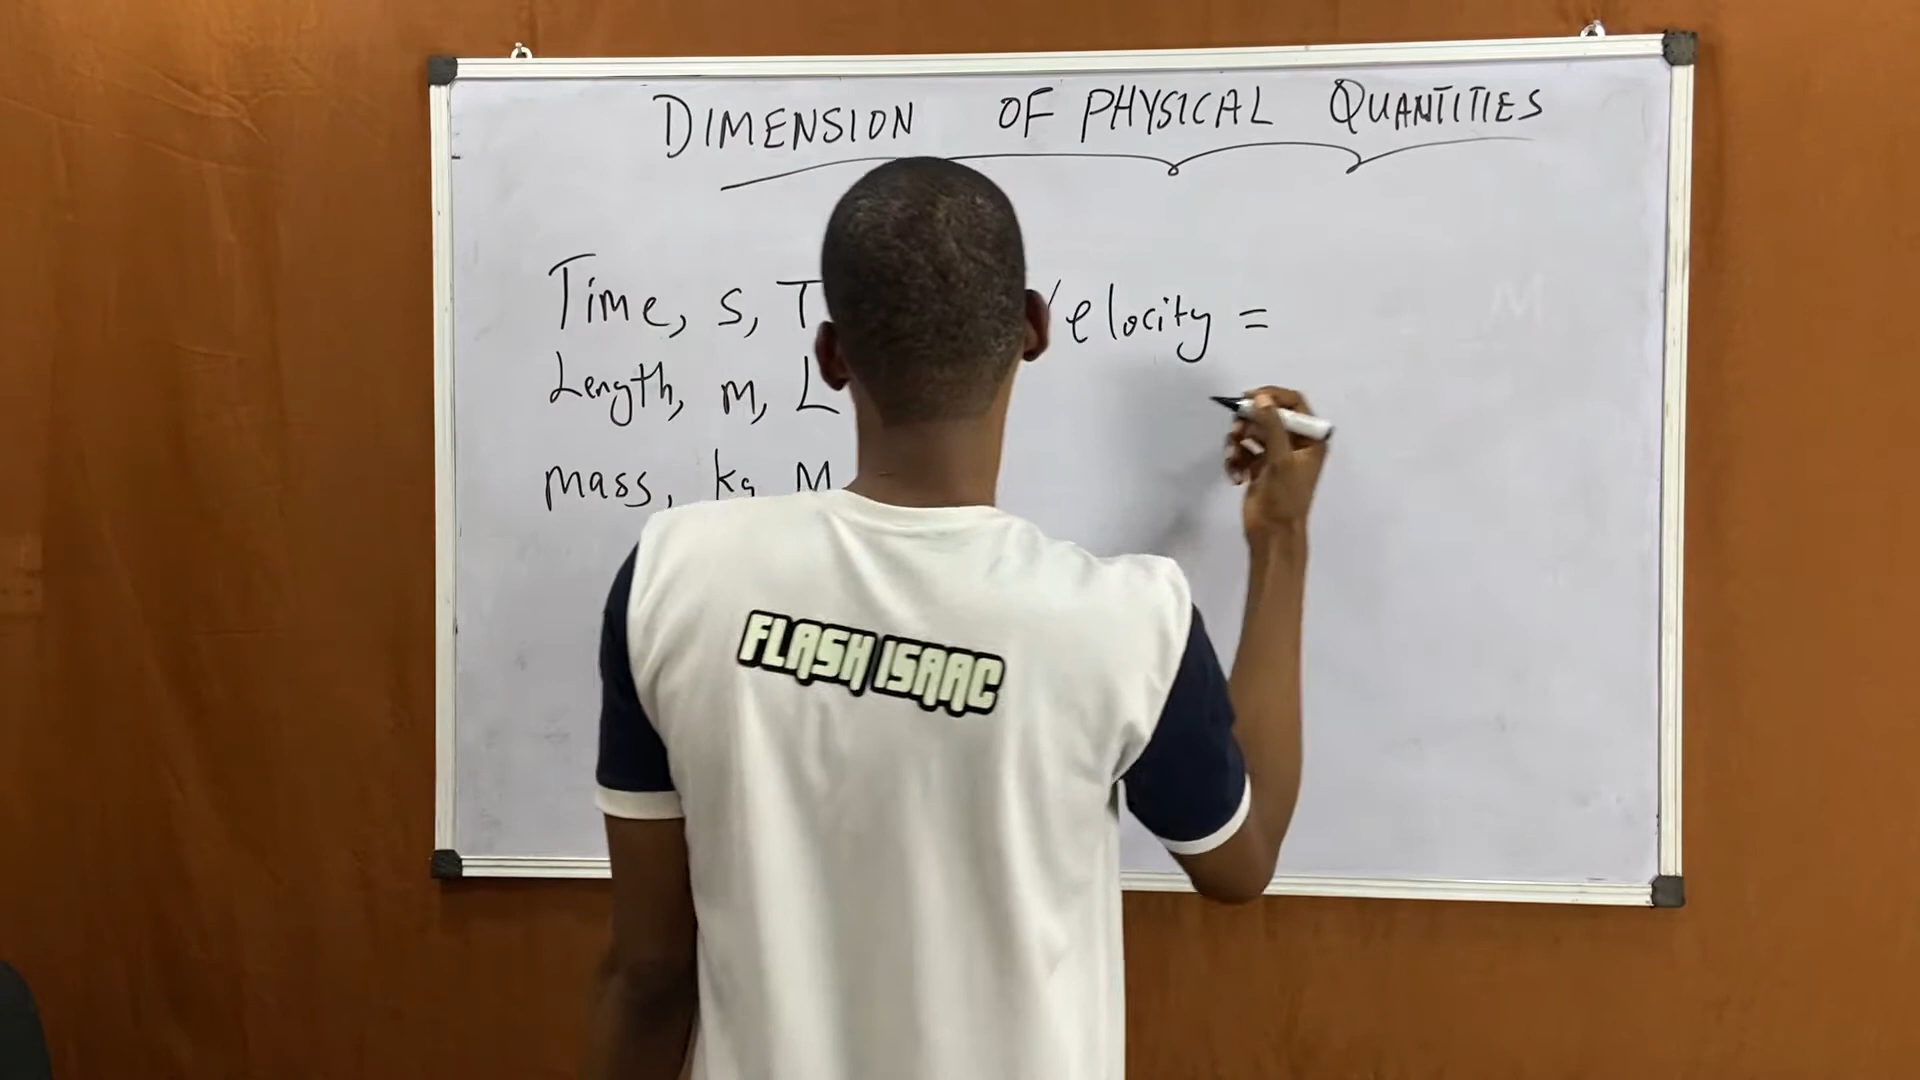 DIMENSION OF PHYSICAL QUANTITIES
Time, s, T
Length, m, L
mass, kg M
Velocity =
M
FLASH ISAAC